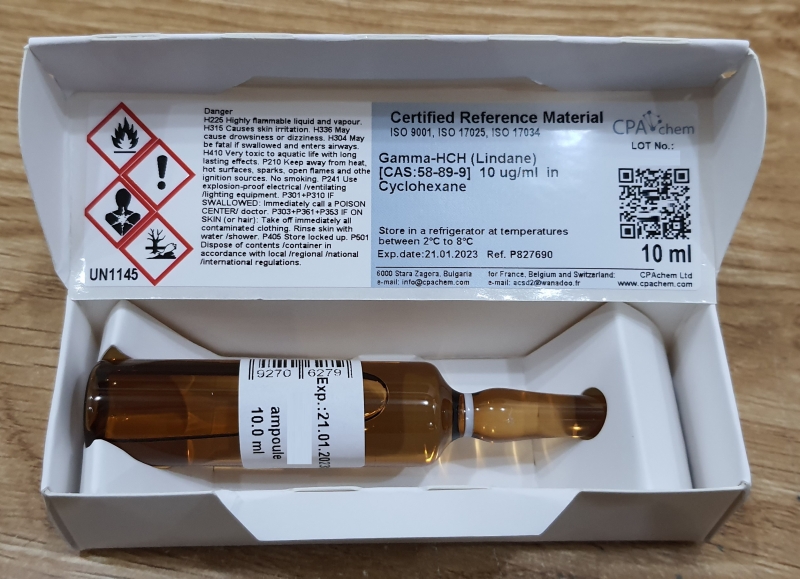 Danger
H225 Highly flammable liquid and vapour.
H315 Causes skin irritation. H336 May
cause drowsiness or dizziness. H304 May
be fatal if swallowed and enters airways.
H410 Very toxic to aquatic life with long
lasting effects. P210 Keep away from heat,
hot surfaces, sparks, open flames and othe
ignition sources. No smoking. P241 Use
explosion-proof electrical /ventilating
/lighting equipment. P301+P310 IF
SWALLOWED: Immediately call a POISON
CENTER/ doctor. P303+P361+P353 IF ON
SKIN (or hair): Take off immediately all
contaminated clothing. Rinse skin with
water /shower. P405 Store locked up. P501
Dispose of contents /container in
accordance with local /regional /national
/international regulations.
UN1145
Certified Reference Material
ISO 9001, ISO 17025, ISO 17034
CPAchem
LOT No.:
Gamma-HCH (Lindane)
[CAS:58-89-9] 10 ug/ml in
Cyclohexane
Store in a refrigerator at temperatures
between 2°C to 8°C
Exp.date:21.01.2023 Ref. P827690
10 ml
6000 Stara Zagora, Bulgaria
e-mail: info@cpachem.com
for France, Belgium and Switzerland:
e-mail: acsd2@wanadoo.fr
CPAchem Ltd
www.cpachem.com
9270 6279
Exp.:21.01.2023
ampoule
10.0 ml